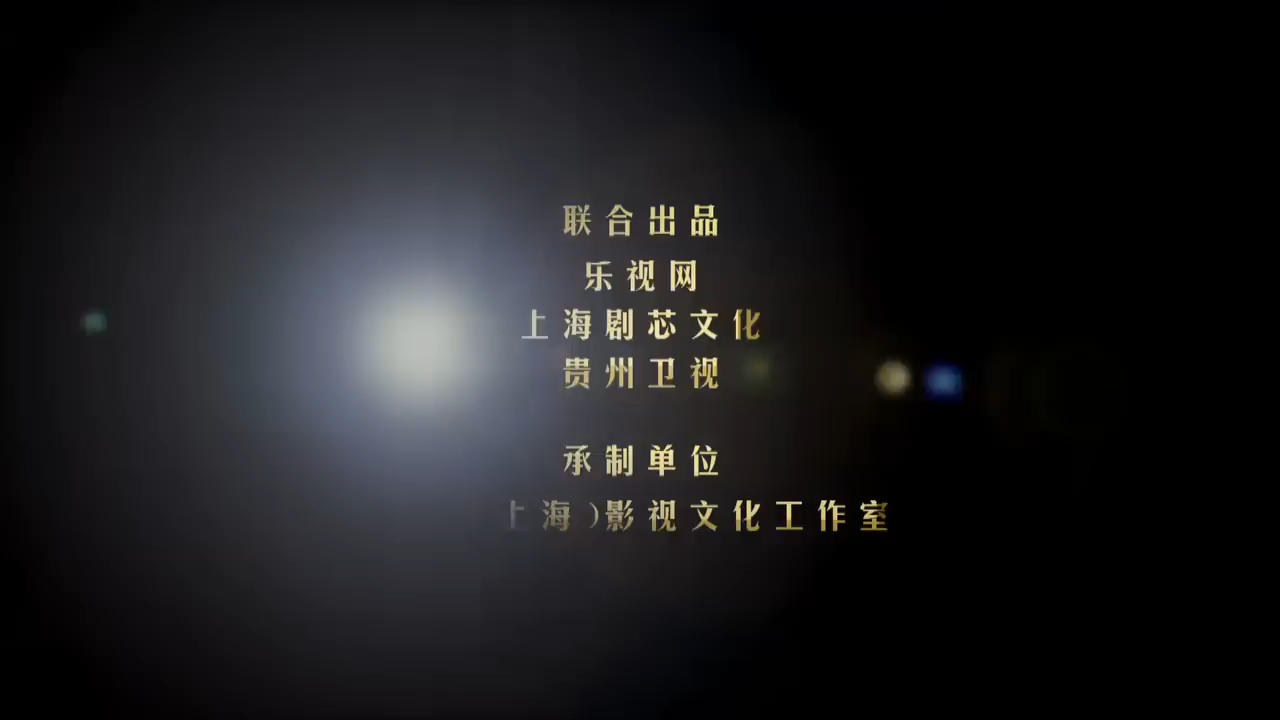 联合出品
乐视网
上海剧芯文化
贵州卫视
承制单位
上海）影视文化工作室